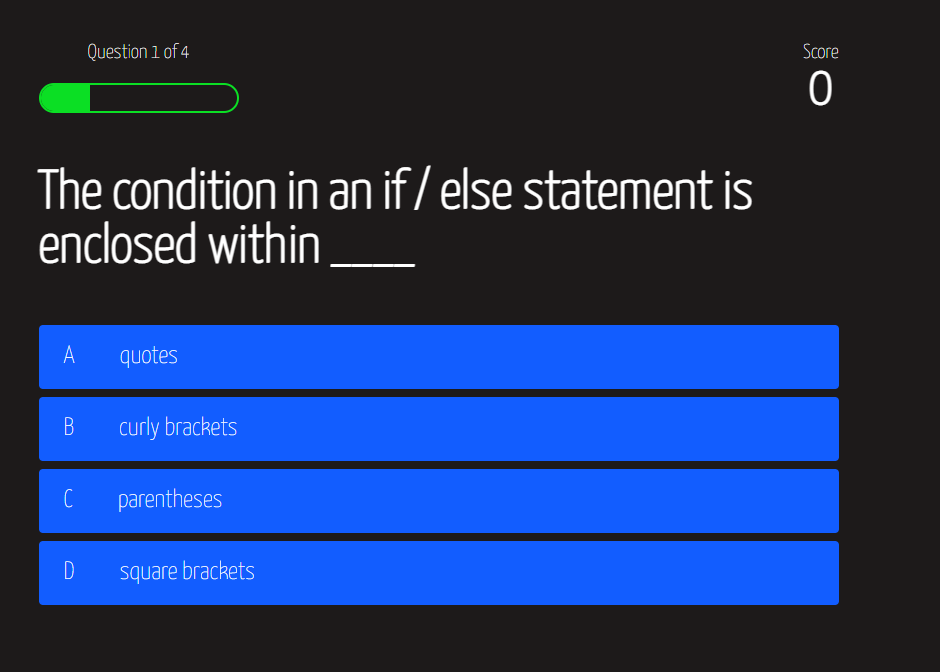 Question 1 of 4
Score
0
The condition in an if / else statement is
enclosed within ____
A quotes
B curly brackets
C parentheses
D square brackets